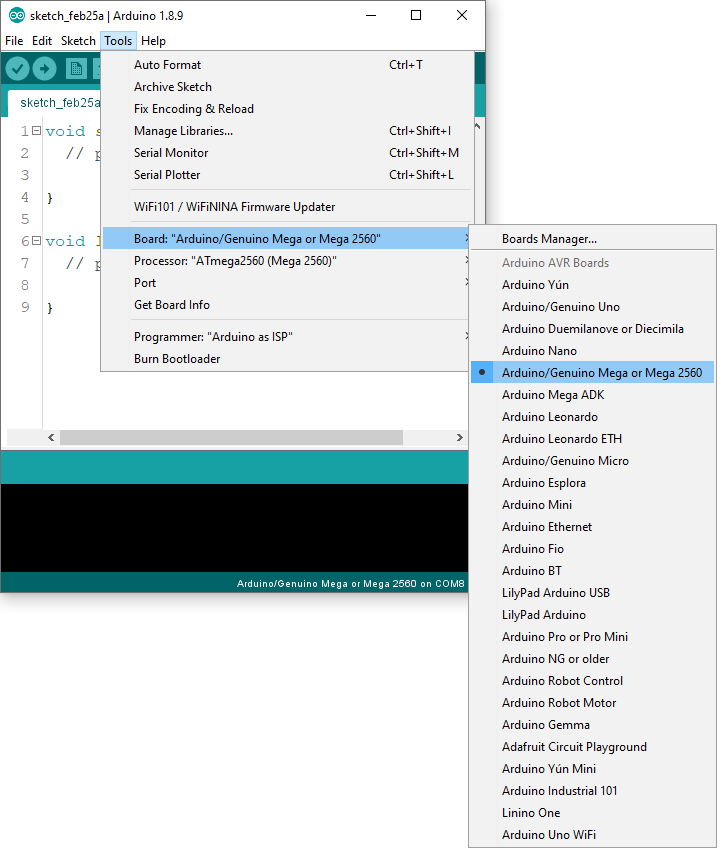 sketch_feb25a | Arduino 1.8.9
File Edit Sketch Tools Help
sketch_feb25a
1 void s
2 // p
3
4 }
5
6 void l
7 // p
8
9 }
Auto Format Ctrl+T
Archive Sketch
Fix Encoding & Reload
Manage Libraries... Ctrl+Shift+I
Serial Monitor Ctrl+Shift+M
Serial Plotter Ctrl+Shift+L
WiFi101 / WiFiNINA Firmware Updater
Board: "Arduino/Genuino Mega or Mega 2560"
Processor: "ATmega2560 (Mega 2560)"
Port
Get Board Info
Programmer: "Arduino as ISP"
Burn Bootloader
Boards Manager...
Arduino AVR Boards
Arduino Yún
Arduino/Genuino Uno
Arduino Duemilanove or Diecimila
Arduino Nano
Arduino/Genuino Mega or Mega 2560
Arduino Mega ADK
Arduino Leonardo
Arduino Leonardo ETH
Arduino/Genuino Micro
Arduino Esplora
Arduino Mini
Arduino Ethernet
Arduino Fio
Arduino BT
LilyPad Arduino USB
LilyPad Arduino
Arduino Pro or Pro Mini
Arduino NG or older
Arduino Robot Control
Arduino Robot Motor
Arduino Gemma
Adafruit Circuit Playground
Arduino Yún Mini
Arduino Industrial 101
Linino One
Arduino Uno WiFi
Arduino/Genuino Mega or Mega 2560 on COM8